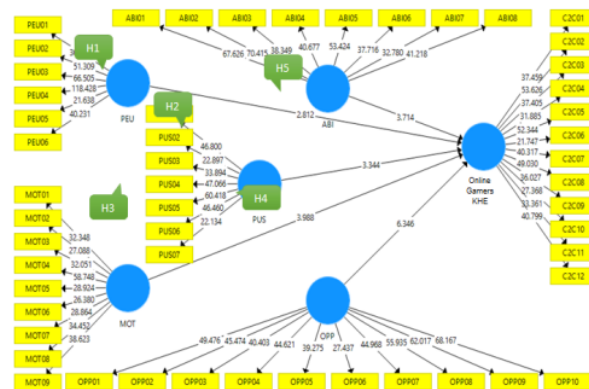 ABI01
ABI02
ABI03
ABI04
ABI05
ABI06
ABI07
ABI08
67.626
70.415
38.349
40.677
53.424
37.716
32.780
41.218
H5
ABI
3.714
PEU01
PEU02
PEU03
PEU04
PEU05
PEU06
H1
51.309
66.505
118.428
21.638
40.231
PEU
2.812
H2
PUS02
PUS03
PUS04
PUS05
PUS06
PUS07
46.800
22.897
33.894
47.066
60.418
46.460
22.134
H4
PUS
3.344
H3
MOT01
MOT02
MOT03
MOT04
MOT05
MOT06
MOT07
MOT08
MOT09
32.348
27.088
32.051
58.748
28.924
26.380
28.864
34.452
38.623
MOT
3.988
OPP
6.346
49.476
45.474
40.403
44.621
39.275
27.437
44.968
55.935
62.017
68.167
OPP01
OPP02
OPP03
OPP04
OPP05
OPP06
OPP07
OPP08
OPP09
OPP10
Online
Gamers
KHE
37.459
53.626
37.405
31.885
52.344
21.747
40.317
49.030
36.027
27.368
33.361
40.799
C2C01
C2C02
C2C03
C2C04
C2C05
C2C06
C2C07
C2C08
C2C09
C2C10
C2C11
C2C12